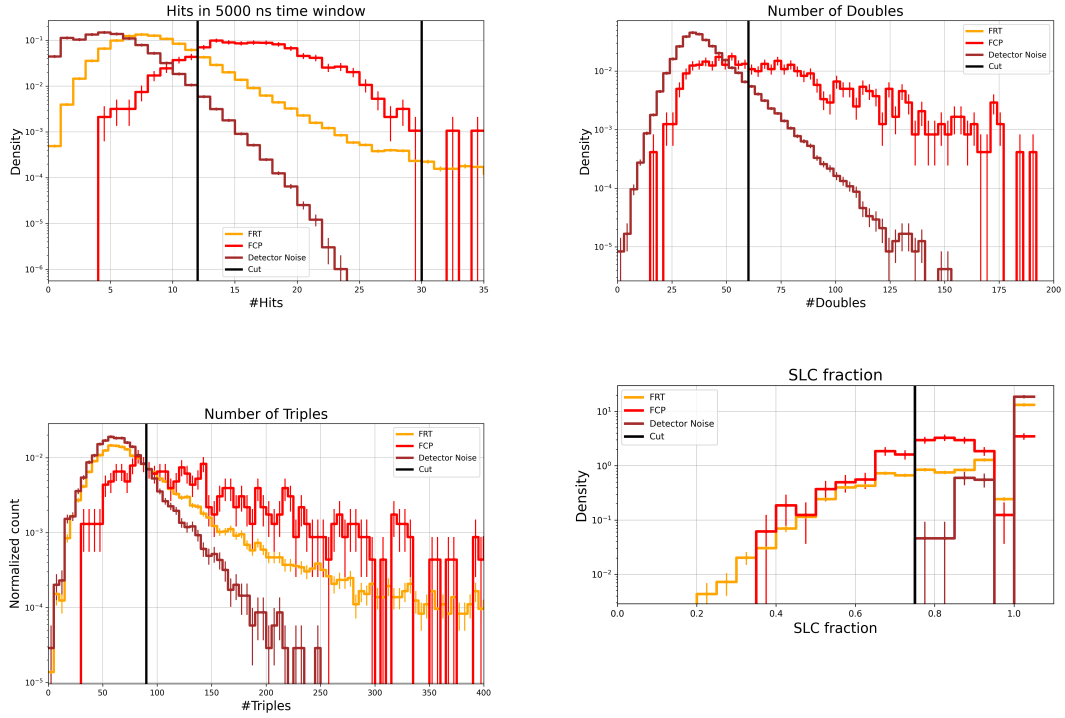 Hits in 5000 ns time window
Density
10⁻¹
10⁻²
10⁻³
10⁻⁴
10⁻⁵
10⁻⁶
FRT
FCP
Detector Noise
Cut
0 5 10 15 20 25 30 35
#Hits
Number of Doubles
Density
10⁻²
10⁻³
10⁻⁴
10⁻⁵
FRT
FCP
Detector Noise
Cut
0 25 50 75 100 125 150 175 200
#Doubles
Number of Triples
Normalized count
10⁻²
10⁻³
10⁻⁴
10⁻⁵
FRT
FCP
Detector Noise
Cut
0 50 100 150 200 250 300 350 400
#Triples
SLC fraction
Density
10¹
10⁰
10⁻¹
10⁻²
FRT
FCP
Detector Noise
Cut
0.0 0.2 0.4 0.6 0.8 1.0
SLC fraction